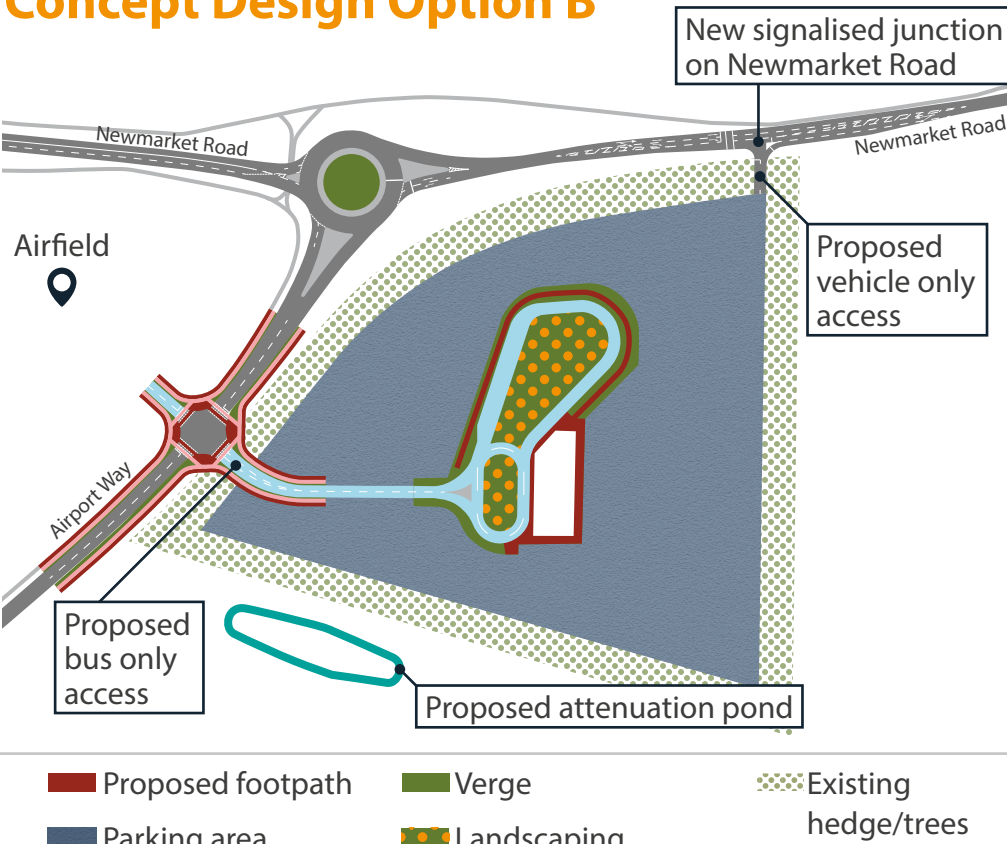 Concept Design Option B
New signalised junction
on Newmarket Road
Newmarket Road
Newmarket Road
Airfield
Proposed
vehicle only
access
Airport Way
Proposed
bus only
access
Proposed attenuation pond
Proposed footpath
Verge
Existing
hedge/trees
Parking area
Landscaping